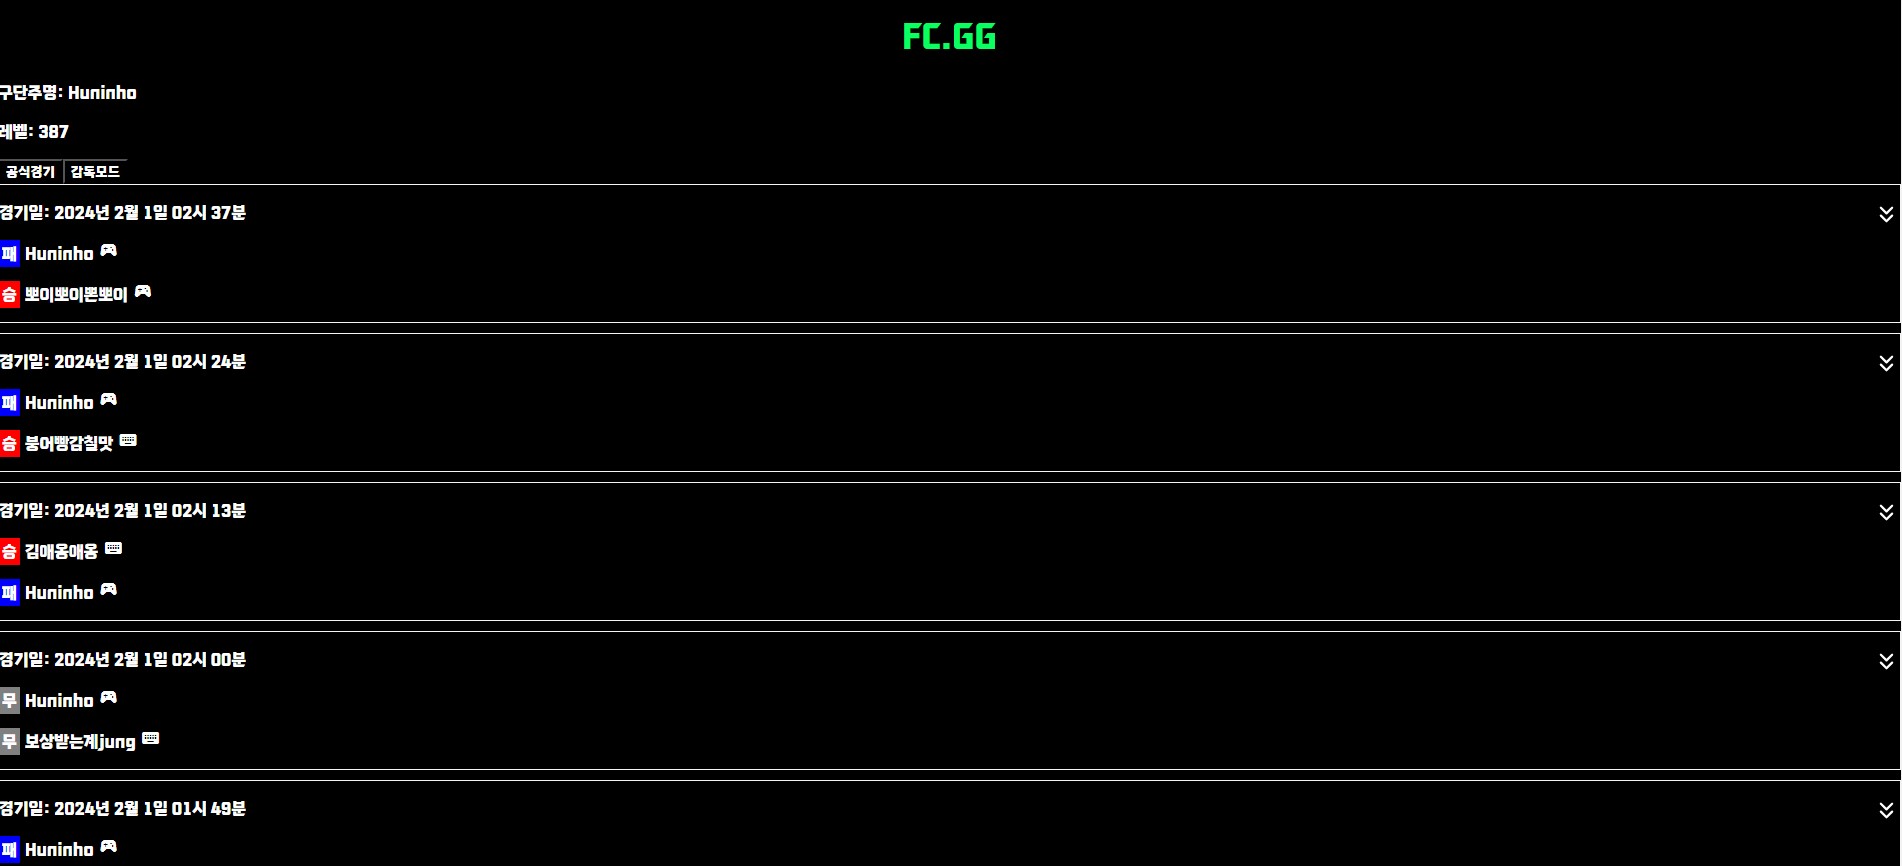 FC.GG
구단주명: Huninho
레벨: 387
공식경기 감독모드
경기일: 2024년 2월 1일 02시 37분
패 Huninho
승 뽀이뽀이뽄뽀이
경기일: 2024년 2월 1일 02시 24분
패 Huninho
승 붕어빵감칠맛
경기일: 2024년 2월 1일 02시 13분
승 김애옹애옹
패 Huninho
경기일: 2024년 2월 1일 02시 00분
무 Huninho
무 보상받는계jung
경기일: 2024년 2월 1일 01시 49분
패 Huninho